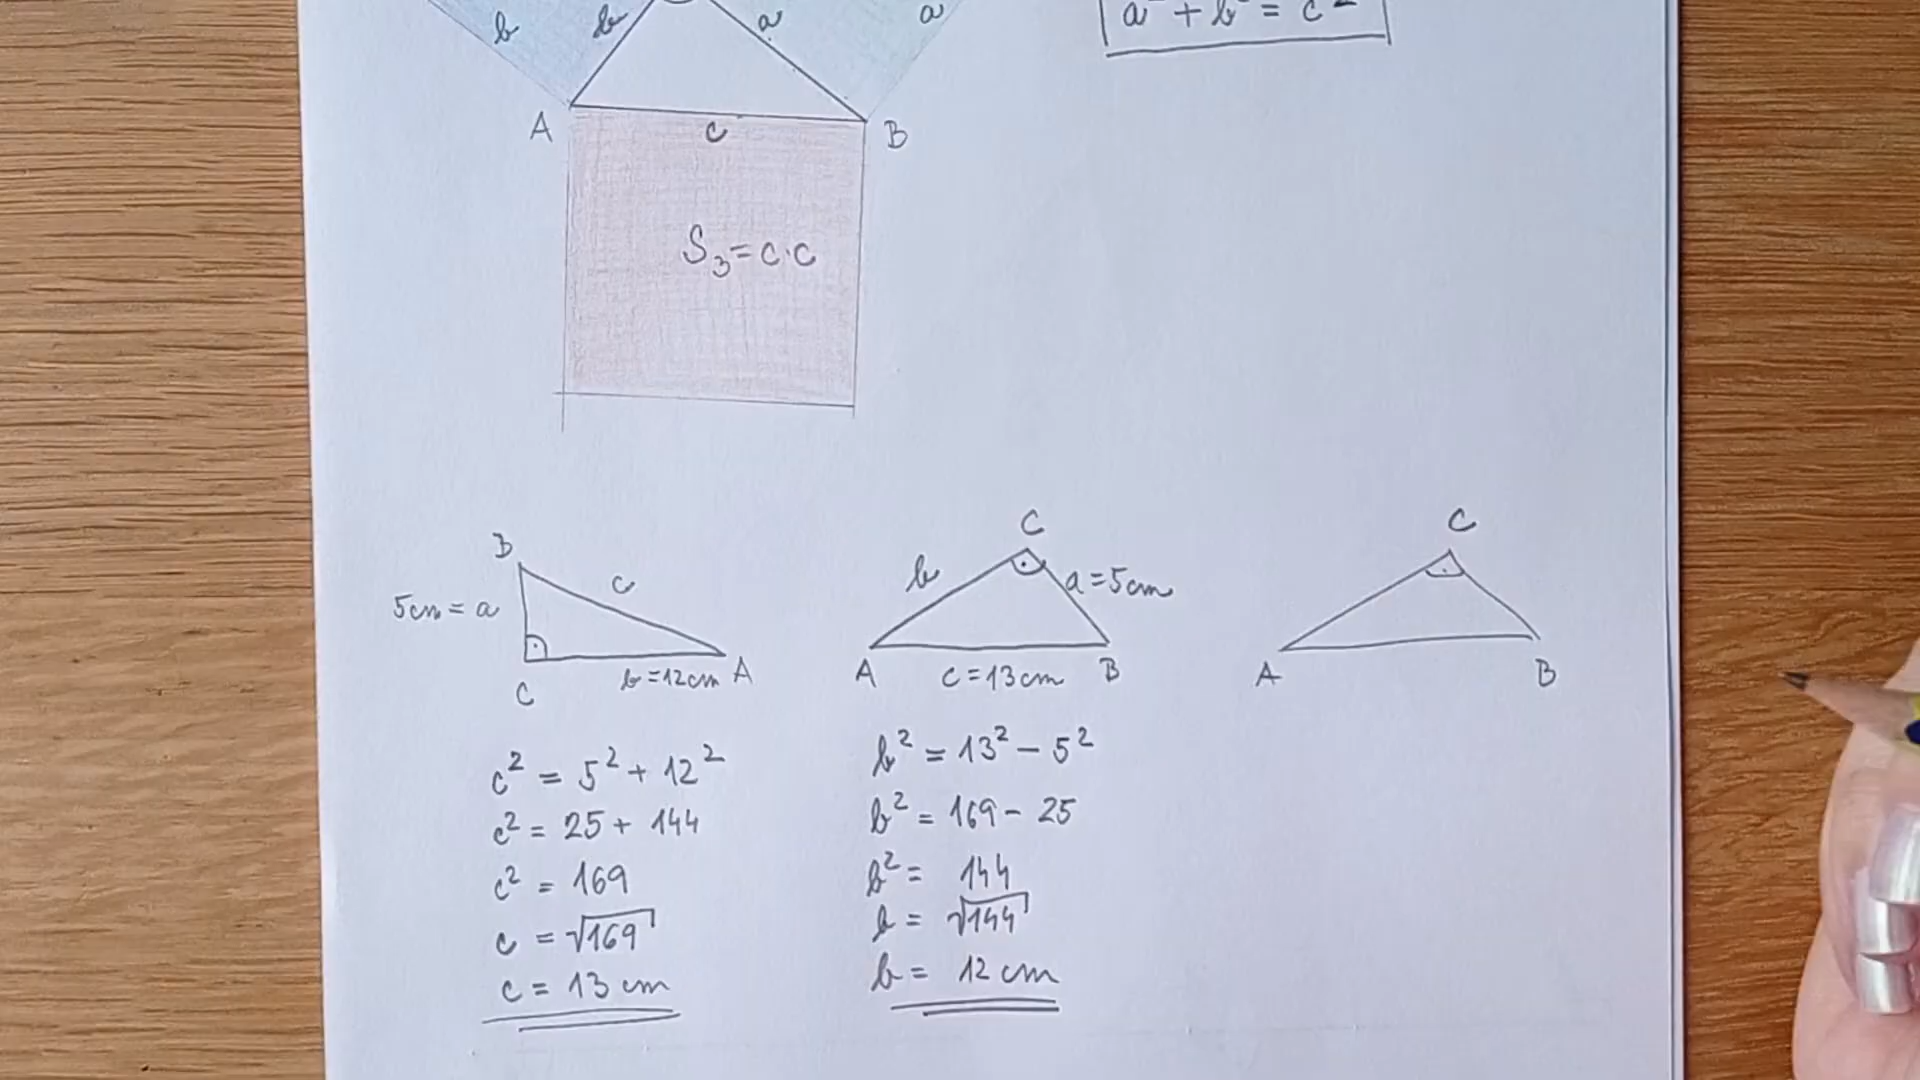 b b a a
a² + b² = c²
A c B
S₃ = c·c
B
5cm = a
c
C
b = 12cm A
C
b
a = 5cm
A c = 13cm B
C
A B
c² = 5² + 12²
c² = 25 + 144
c² = 169
c = √169
c = 13 cm
b² = 13² − 5²
b² = 169 − 25
b² = 144
b = √144
b = 12 cm